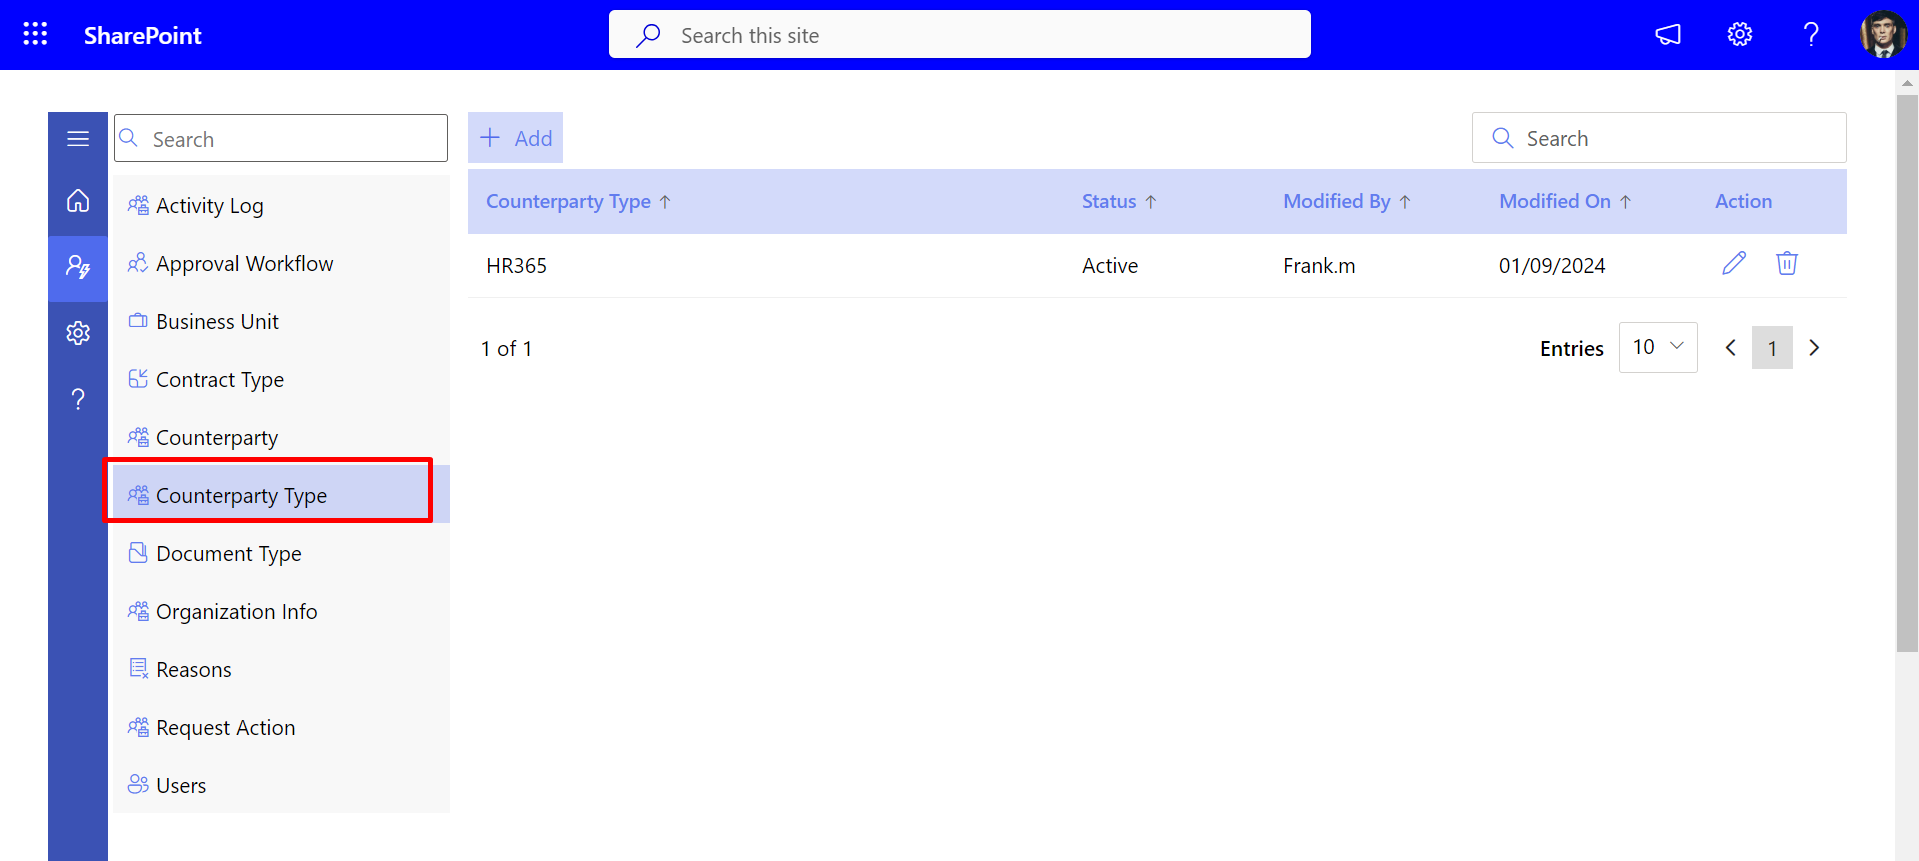 SharePoint
Search this site
Search
Activity Log
Approval Workflow
Business Unit
Contract Type
Counterparty
Counterparty Type
Document Type
Organization Info
Reasons
Request Action
Users
Add
Search
Counterparty Type Status Modified By Modified On Action
HR365 Active Frank.m 01/09/2024
1 of 1
Entries 10 1